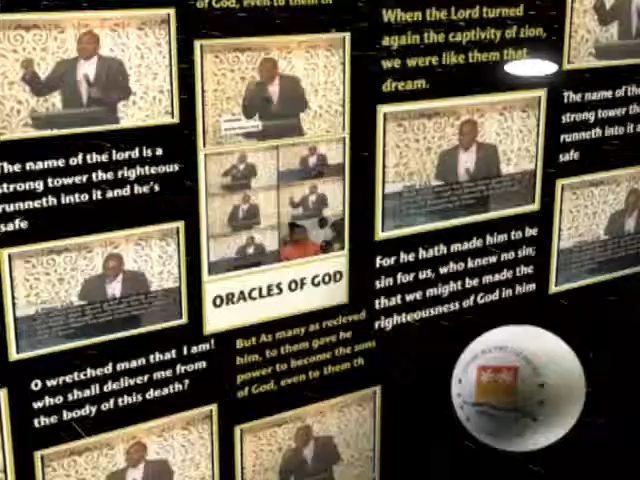 of God, even to them th
When the Lord turned
again the captivity of zion,
we were like them that
dream.
The name of the lord is a
strong tower the righteous
runneth into it and he's
safe
The name of the
strong tower the
runneth into it a
safe
ORACLES OF GOD
For he hath made him to be
sin for us, who knew no sin;
that we might be made the
righteousness of God in him
O wretched man that I am!
who shall deliver me from
the body of this death?
But As many as recieved
him, to them gave he
power to become the sons
of God, even to them th